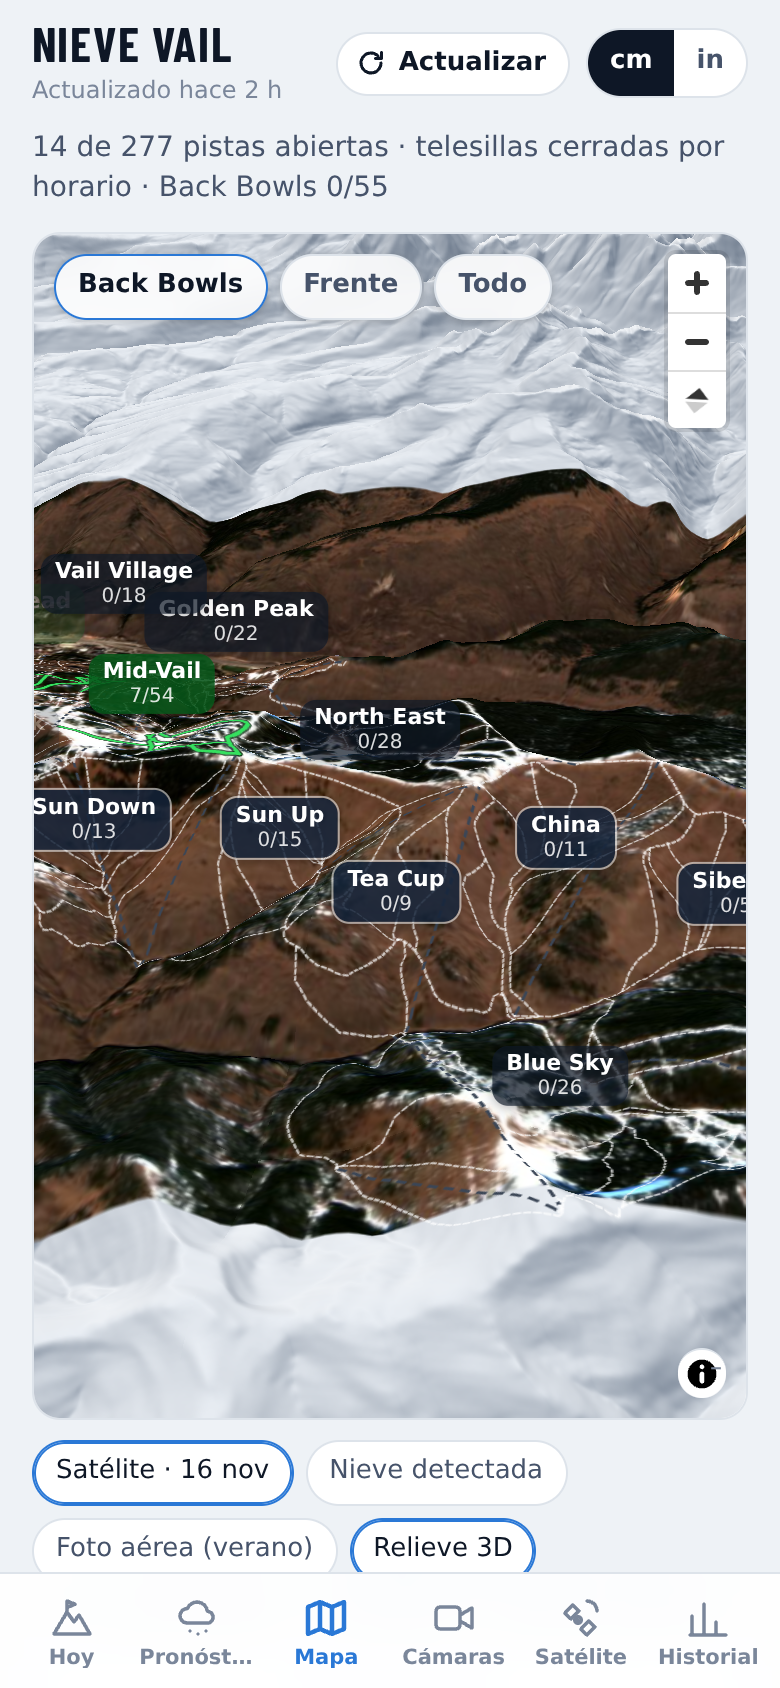 NIEVE VAIL
Actualizado hace 2 h
Actualizar
cm
in
14 de 277 pistas abiertas · telesillas cerradas por
horario · Back Bowls 0/55
Back Bowls
Frente
Todo
Vail Village
0/18
Golden Peak
0/22
Mid-Vail
7/54
North East
0/28
Sun Down
0/13
Sun Up
0/15
China
0/11
Tea Cup
0/9
Sibe
0/5
Blue Sky
0/26
Satélite · 16 nov
Nieve detectada
Foto aérea (verano)
Relieve 3D
Hoy
Pronóst...
Mapa
Cámaras
Satélite
Historial